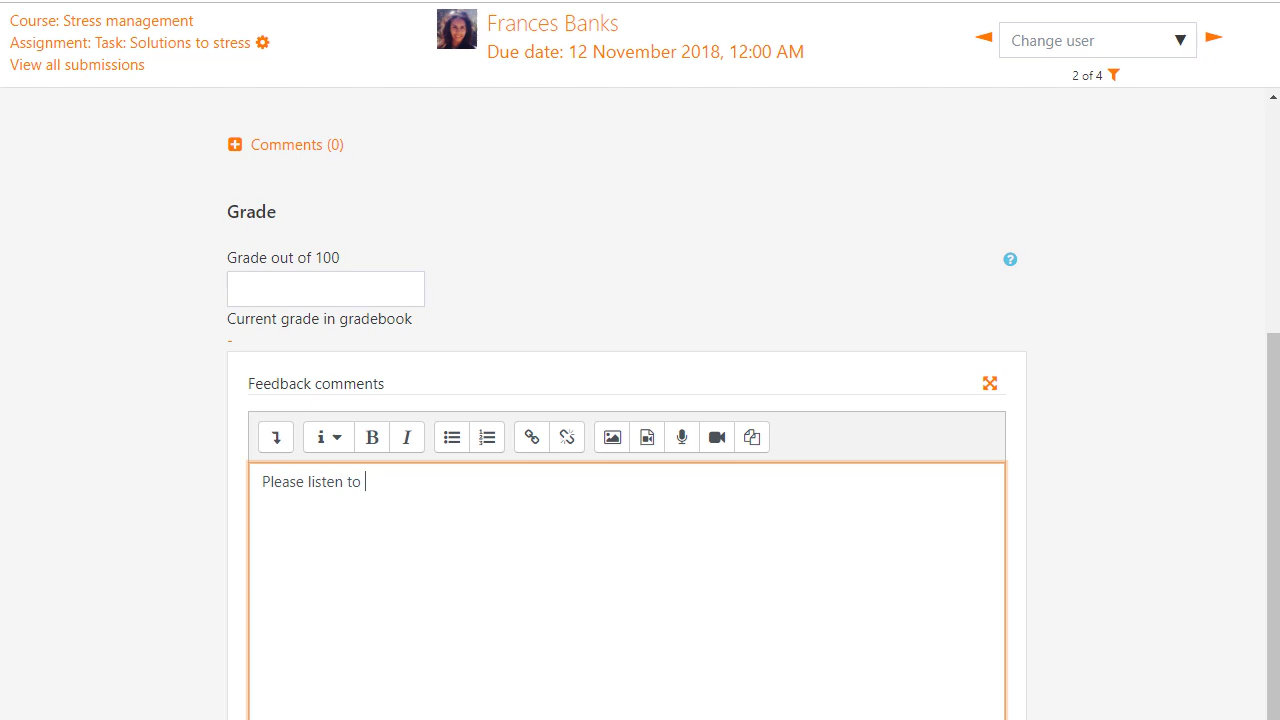 Course: Stress management
Assignment: Task: Solutions to stress
View all submissions
Frances Banks
Due date: 12 November 2018, 12:00 AM
Change user
2 of 4
Comments (0)
Grade
Grade out of 100
Current grade in gradebook
-
Feedback comments
Please listen to